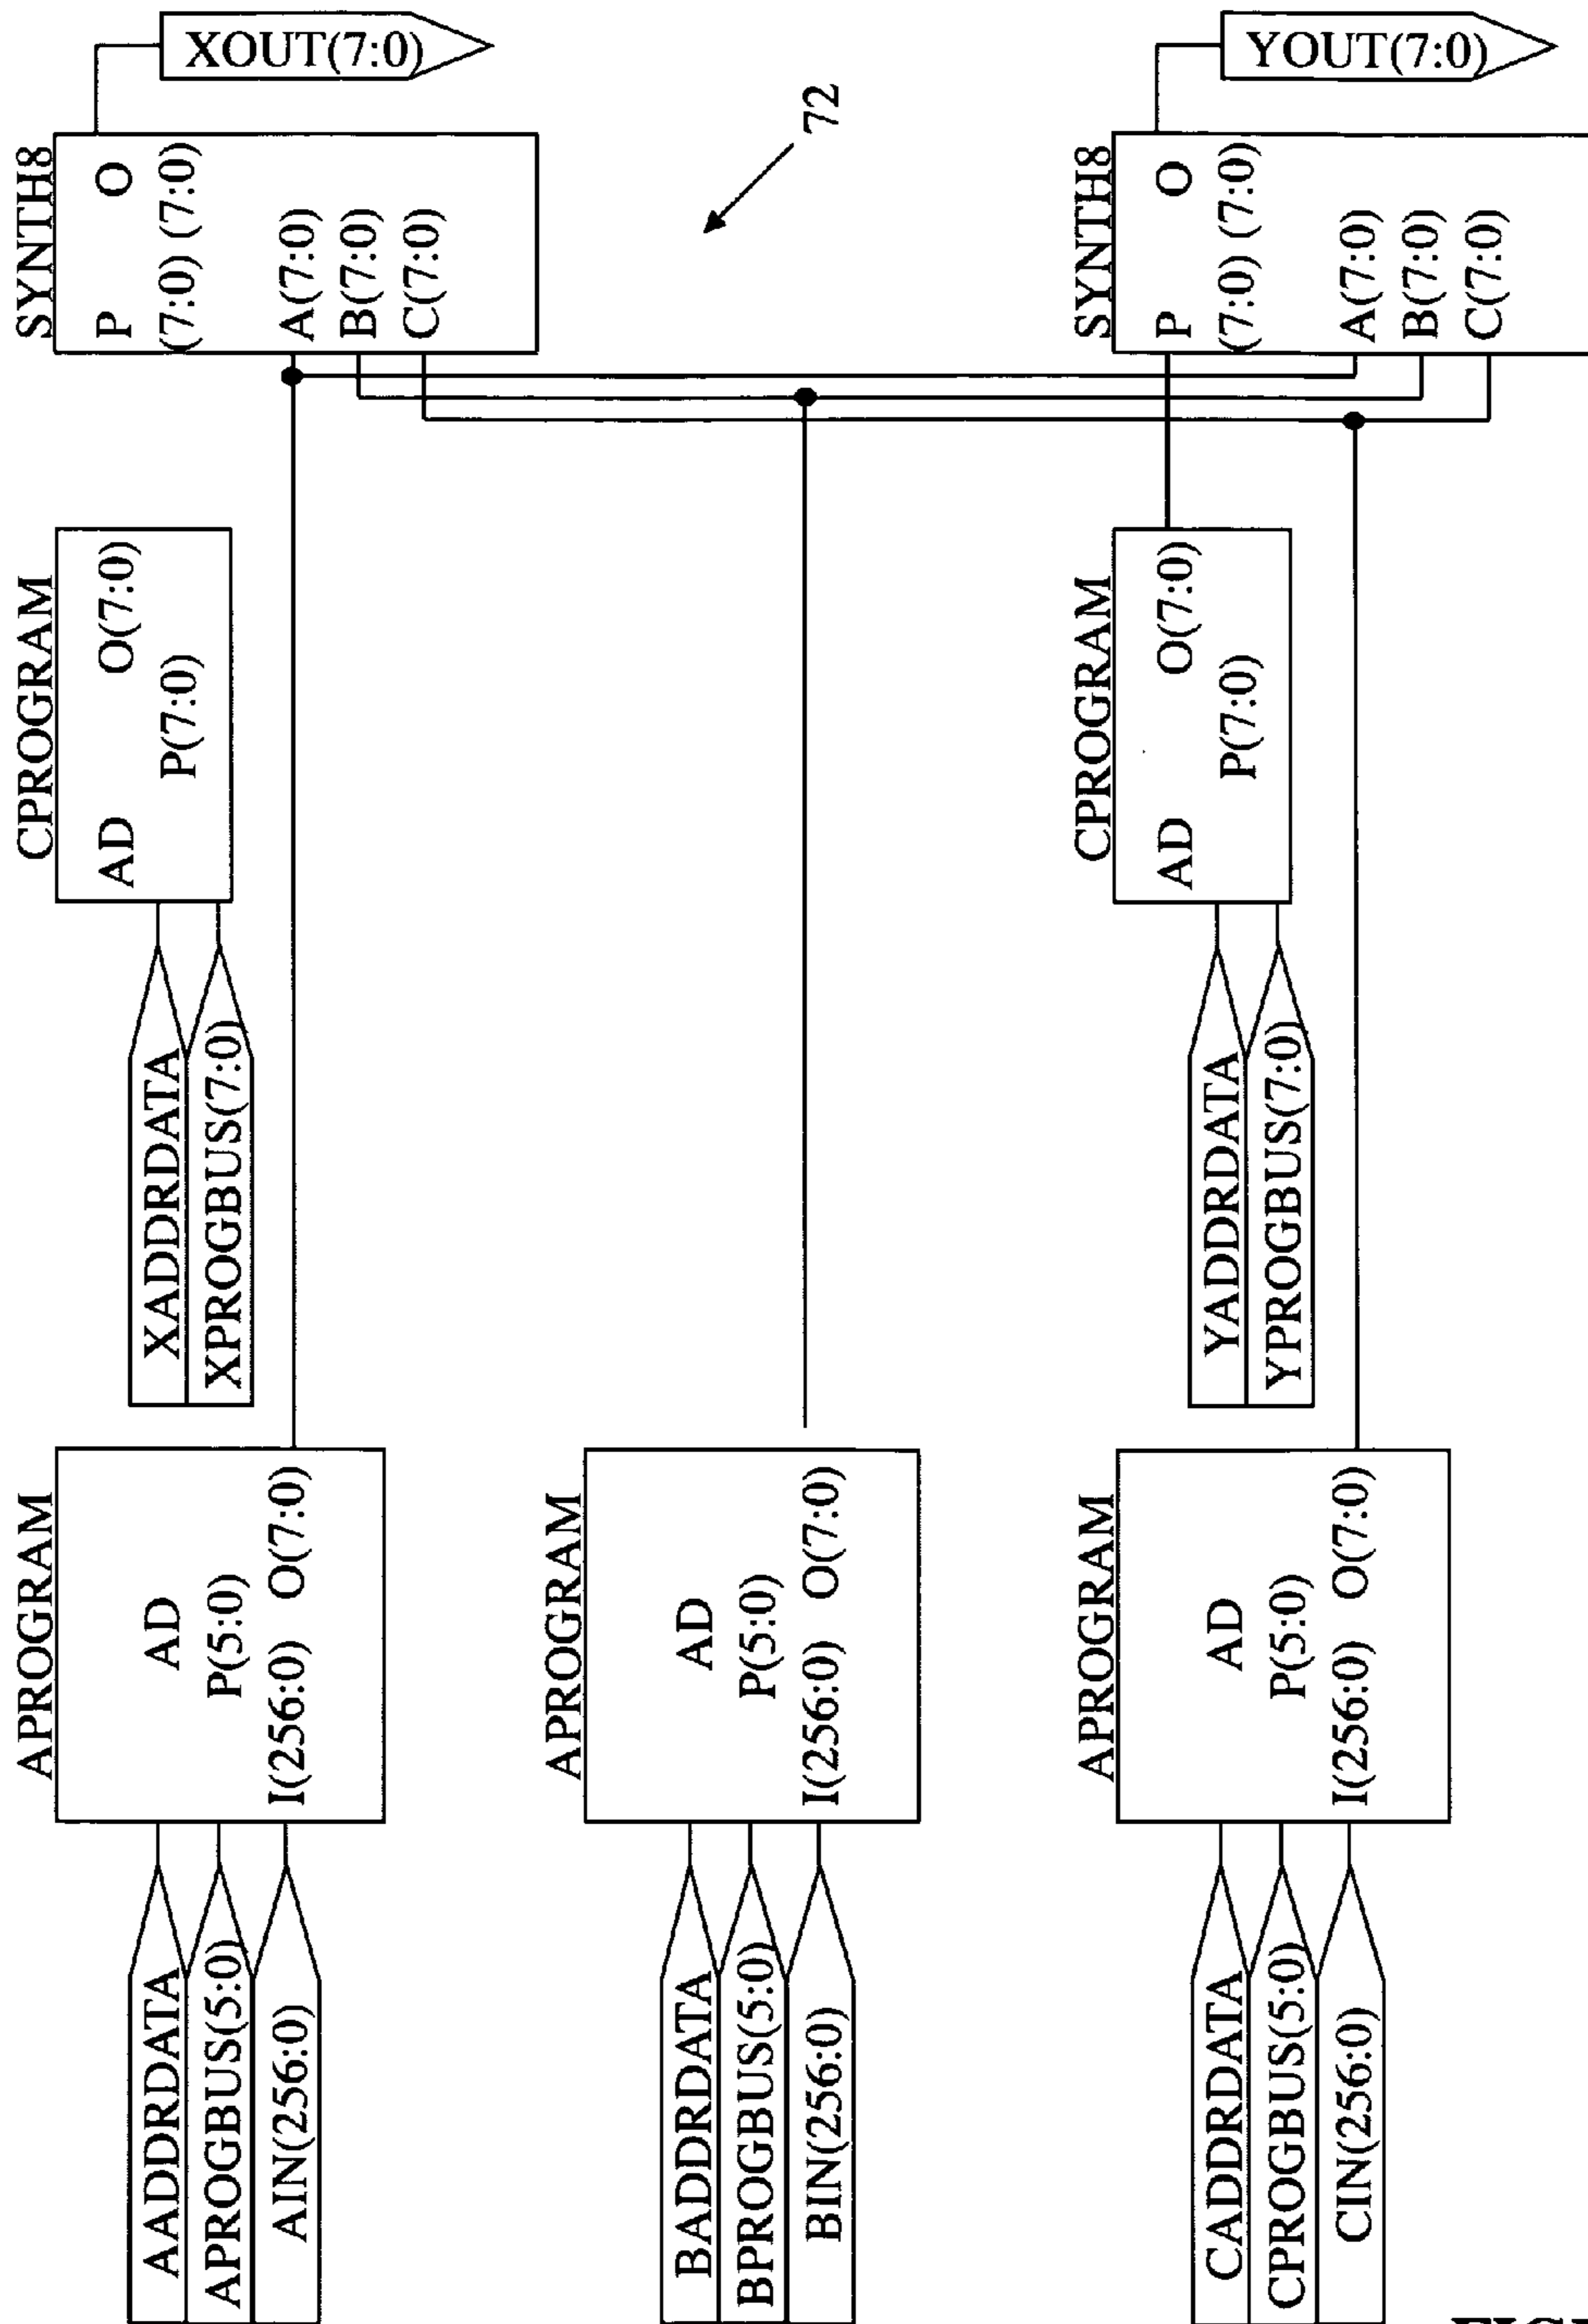 APROGRAM
AADDRDATA
APROGBUS(5:0)
AIN(256:0)
AD
P(5:0)
I(256:0) O(7:0)
CPROGRAM
XADDRDATA
XPROGBUS(7:0)
AD O(7:0)
P(7:0)
SYNTH8
P O
(7:0) (7:0)
A(7:0)
B(7:0)
C(7:0)
XOUT(7:0)
APROGRAM
BADDRDATA
BPROGBUS(5:0)
BIN(256:0)
AD
P(5:0)
I(256:0) O(7:0)
72
APROGRAM
CADDRDATA
CPROGBUS(5:0)
CIN(256:0)
AD
P(5:0)
I(256:0) O(7:0)
CPROGRAM
YADDRDATA
YPROGBUS(7:0)
AD O(7:0)
P(7:0)
SYNTH8
P O
(7:0) (7:0)
A(7:0)
B(7:0)
C(7:0)
YOUT(7:0)